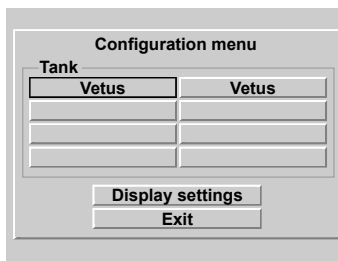 Configuration menu
Tank
Vetus Vetus
Display settings
Exit